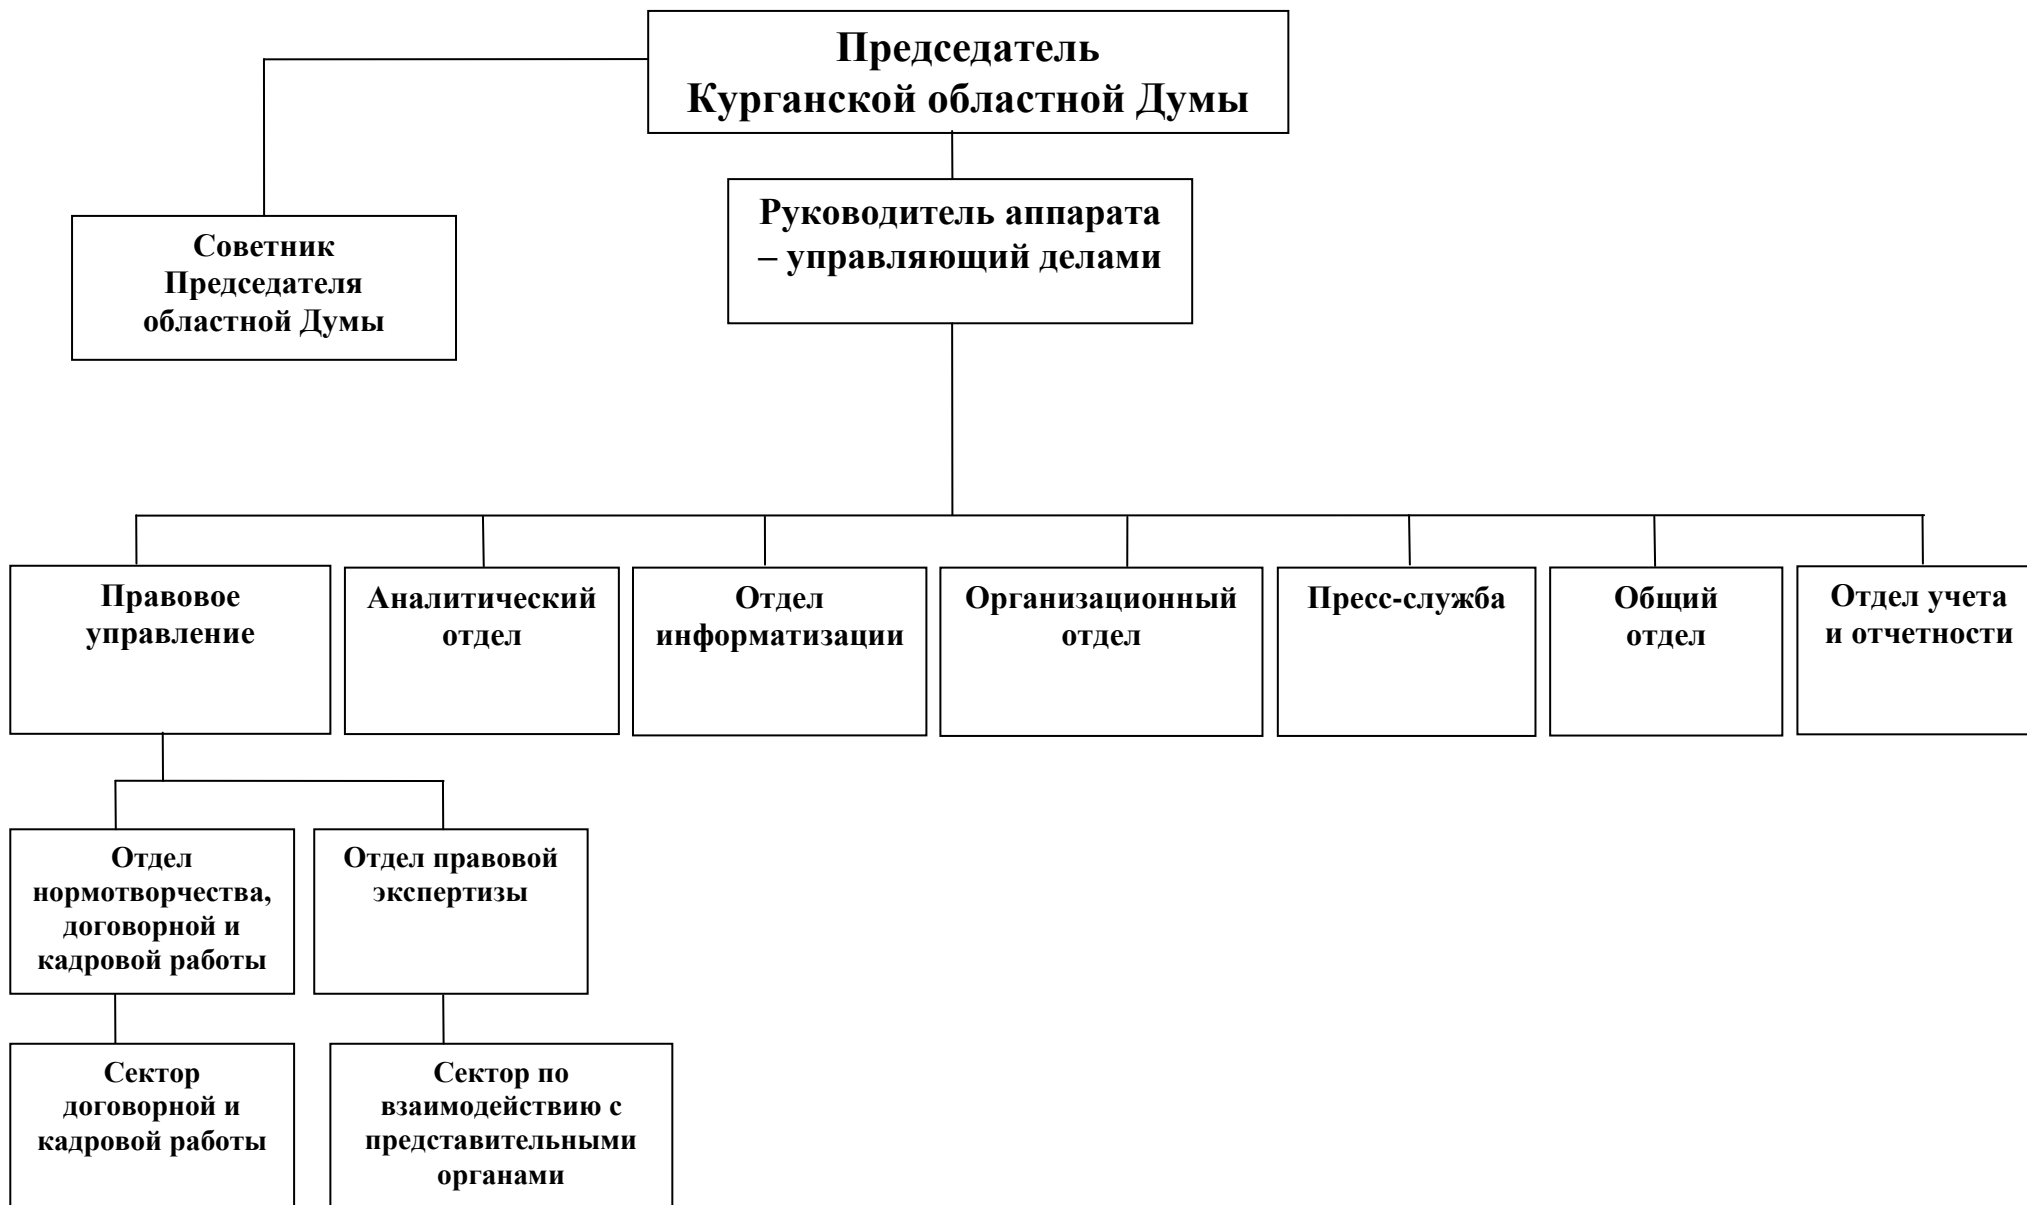 Председатель
Курганской областной Думы
Руководитель аппарата
– управляющий делами
Советник
Председателя
областной Думы
Правовое
управление
Аналитический
отдел
Отдел
информатизации
Организационный
отдел
Пресс-служба
Общий
отдел
Отдел учета
и отчетности
Отдел
нормотворчества,
договорной и
кадровой работы
Отдел правовой
экспертизы
Сектор
договорной и
кадровой работы
Сектор по
взаимодействию с
представительными
органами